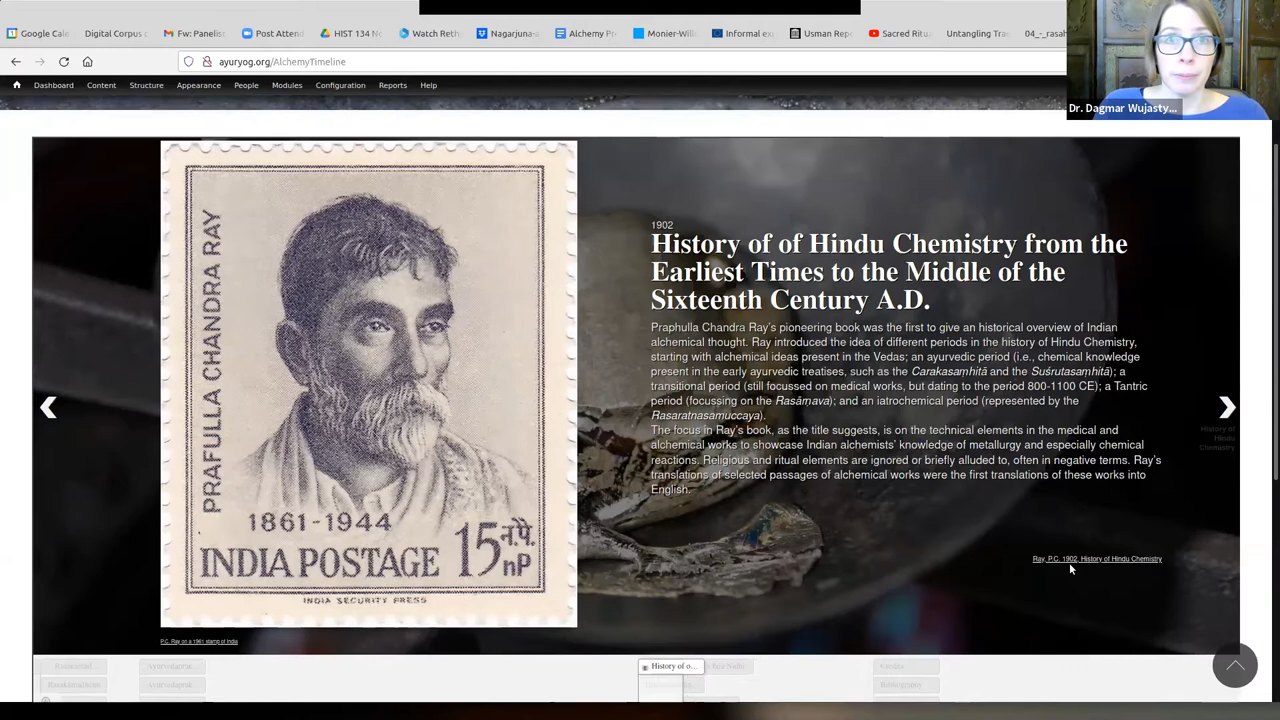 Google Cale
Digital Corpus o
Fw: Panelis
Post Attend
HIST 134 N
Watch Reth
Nagarjuna-
Alchemy Pr
Monier-Will
Informal ex
Usman Rep
Sacred Ritu
Untangling Tra
04_-_rasah
ayuryog.org/AlchemyTimeline
Dashboard
Content
Structure
Appearance
People
Modules
Configuration
Reports
Help
Dr. Dagmar Wujasty...
PRAFULLA CHANDRA RAY
1861-1944
INDIA POSTAGE 15 न.पै. nP
INDIA SECURITY PRESS
P.C. Ray on a 1961 stamp of India
1902
History of of Hindu Chemistry from the
Earliest Times to the Middle of the
Sixteenth Century A.D.
Praphulla Chandra Ray's pioneering book was the first to give an historical overview of Indian
alchemical thought. Ray introduced the idea of different periods in the history of Hindu Chemistry,
starting with alchemical ideas present in the Vedas; an ayurvedic period (i.e., chemical knowledge
present in the early ayurvedic treatises, such as the Carakasaṃhitā and the Suśrutasaṃhitā); a
transitional period (still focussed on medical works, but dating to the period 800-1100 CE); a Tantric
period (focussing on the Rasārṇava); and an iatrochemical period (represented by the
Rasaratnasamuccaya).
The focus in Ray's book, as the title suggests, is on the technical elements in the medical and
alchemical works to showcase Indian alchemists' knowledge of metallurgy and especially chemical
reactions. Religious and ritual elements are ignored or briefly alluded to, often in negative terms. Ray's
translations of selected passages of alchemical works were the first translations of these works into
English.
Ray, P.C. 1902, History of Hindu Chemistry
History of
Hindu
Chemistry
Ayurvedaprak...
History of o...
Ayurvedaprak...
Bibliography